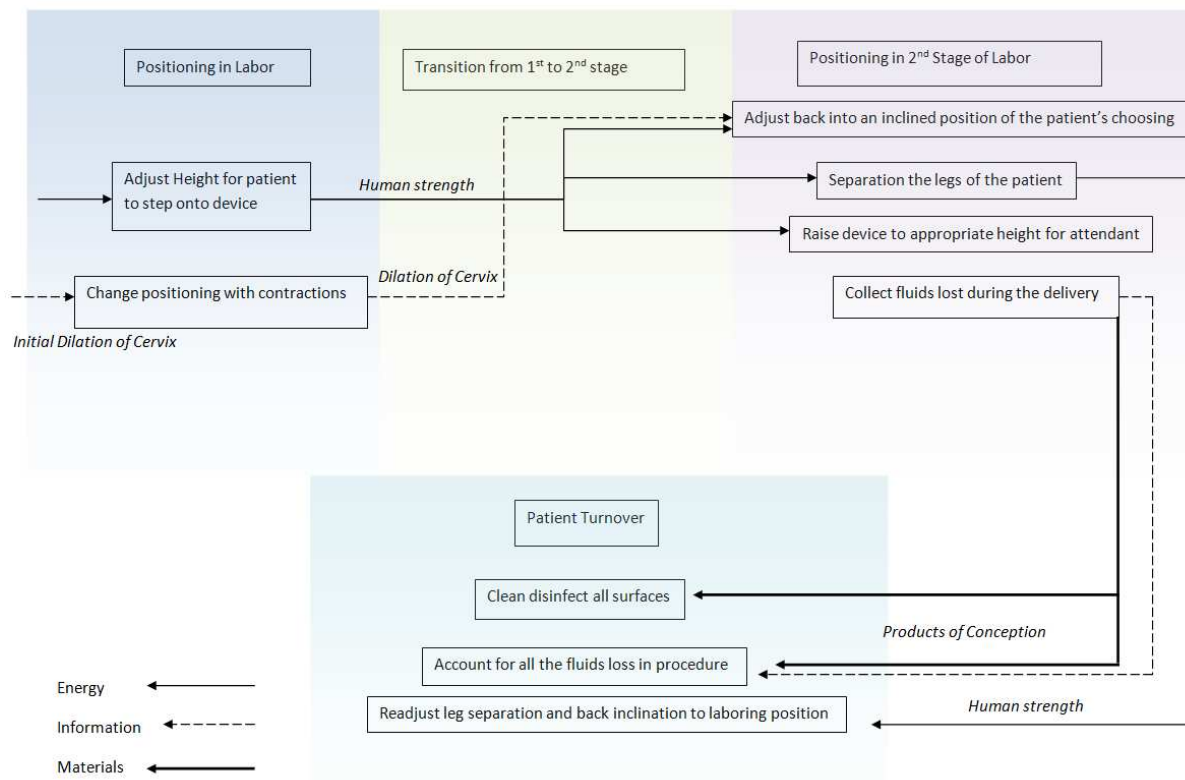 Positioning in Labor
Transition from 1st to 2nd stage
Positioning in 2nd Stage of Labor
Adjust back into an inclined position of the patient's choosing
Adjust Height for patient
to step onto device
Human strength
Separation the legs of the patient
Raise device to appropriate height for attendant
Change positioning with contractions
Dilation of Cervix
Collect fluids lost during the delivery
Initial Dilation of Cervix
Patient Turnover
Clean disinfect all surfaces
Products of Conception
Account for all the fluids loss in procedure
Readjust leg separation and back inclination to laboring position
Human strength
Energy
Information
Materials